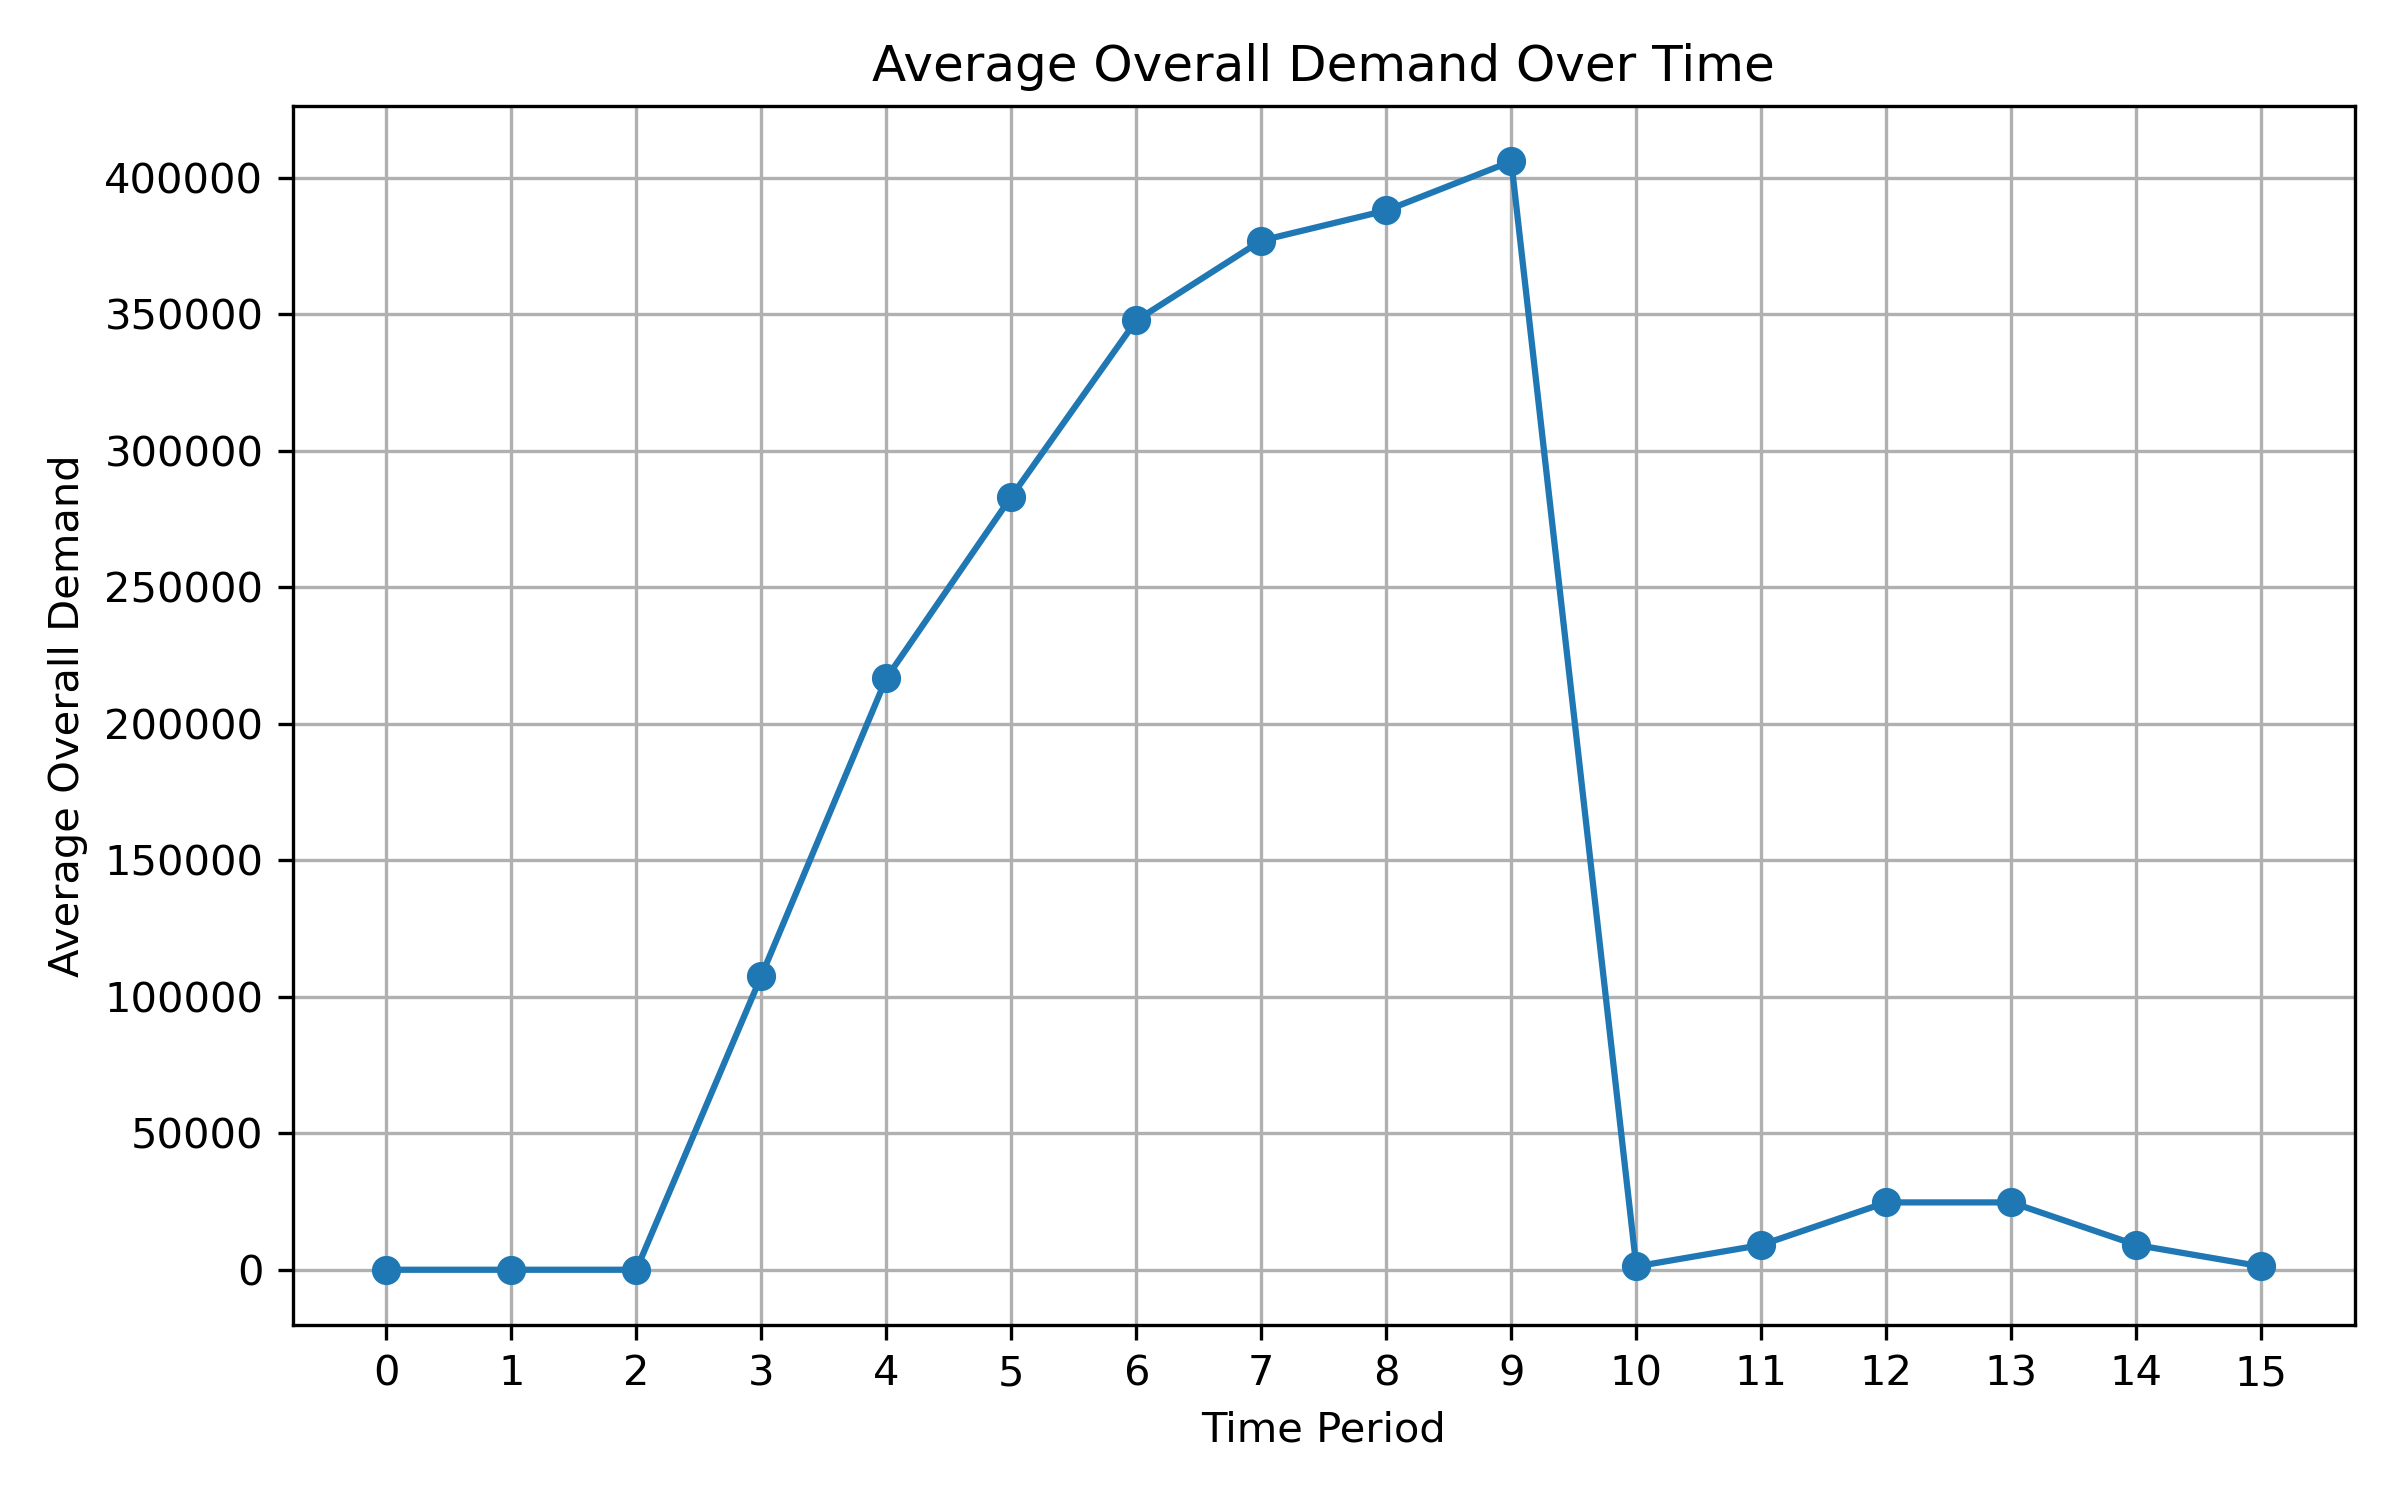 Average Overall Demand Over Time
400000
350000
300000
250000
200000
150000
100000
50000
0
Average Overall Demand
0 1 2 3 4 5 6 7 8 9 10 11 12 13 14 15
Time Period